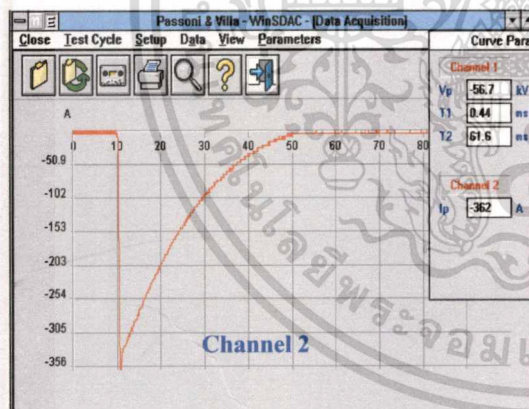 Passoni & Villa - WinSDAC - [Data Acquisition]
Close Test Cycle Setup Data View Parameters
Curve Para
Channel 1
Vp -56.7 kV
T1 0.44
T2 61.6
Channel 2
Ip -362 A
A
0 10 20 30 40 50 60 70 80
-50.9
-102
-153
-203
-254
-305
-356
Channel 2